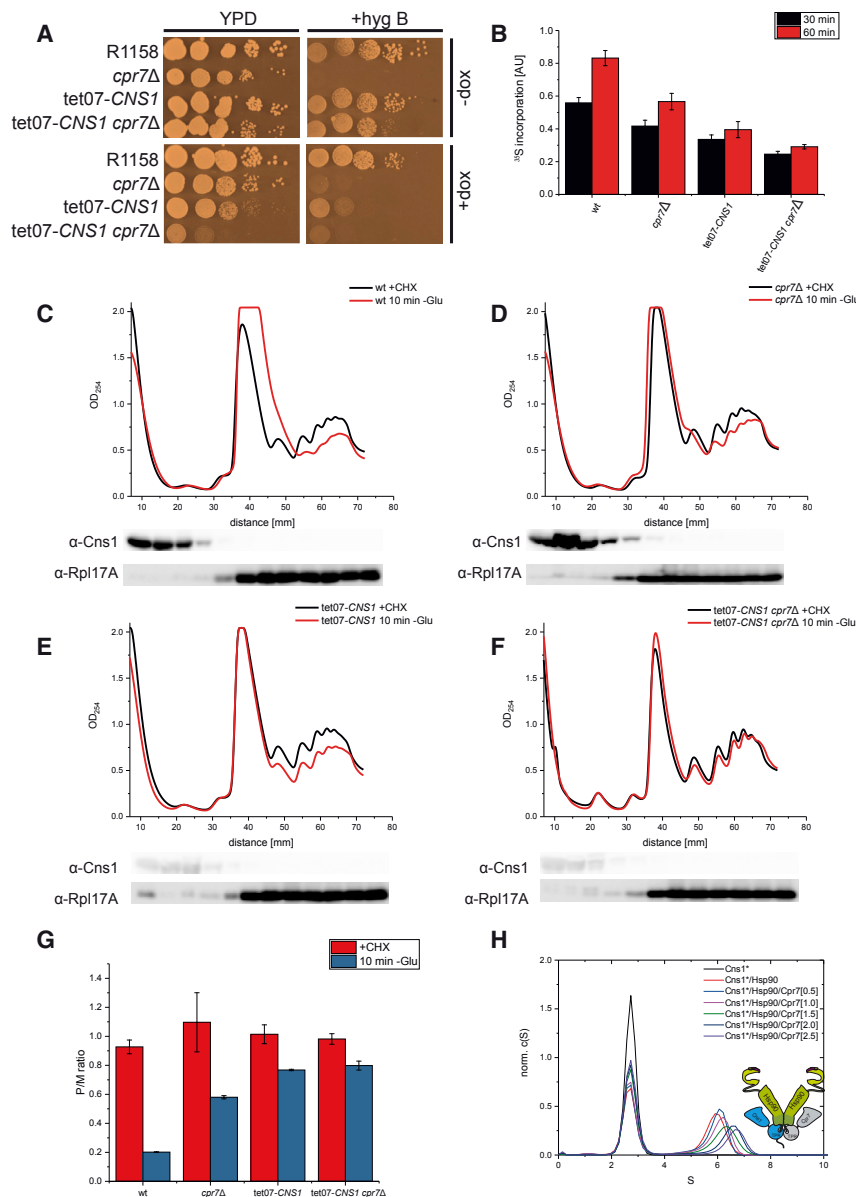 A
YPD
+hyg B
R1158
cpr7Δ
tet07-CNS1
tet07-CNS1 cpr7Δ
-dox
R1158
cpr7Δ
tet07-CNS1
tet07-CNS1 cpr7Δ
+dox
B
30 min
60 min
³⁵S incorporation [AU]
1.0
0.8
0.6
0.4
0.2
0.0
wt
cpr7Δ
tet07-CNS1
tet07-CNS1 cpr7Δ
C
wt +CHX
wt 10 min -Glu
OD₂₅₄
2.0
1.5
1.0
0.5
0.0
10 20 30 40 50 60 70 80
distance [mm]
α-Cns1
α-Rpl17A
D
cpr7Δ +CHX
cpr7Δ 10 min -Glu
OD₂₅₄
2.0
1.5
1.0
0.5
0.0
10 20 30 40 50 60 70 80
distance [mm]
α-Cns1
α-Rpl17A
E
tet07-CNS1 +CHX
tet07-CNS1 10 min -Glu
OD₂₅₄
2.0
1.5
1.0
0.5
0.0
10 20 30 40 50 60 70 80
distance [mm]
α-Cns1
α-Rpl17A
F
tet07-CNS1 cpr7Δ +CHX
tet07-CNS1 cpr7Δ 10 min -Glu
OD₂₅₄
2.0
1.5
1.0
0.5
0.0
10 20 30 40 50 60 70 80
distance [mm]
α-Cns1
α-Rpl17A
G
+CHX
10 min -Glu
P/M ratio
1.4
1.2
1.0
0.8
0.6
0.4
0.2
0.0
wt
cpr7Δ
tet07-CNS1
tet07-CNS1 cpr7Δ
H
Cns1*
Cns1*/Hsp90
Cns1*/Hsp90/Cpr7[0.5]
Cns1*/Hsp90/Cpr7[1.0]
Cns1*/Hsp90/Cpr7[1.5]
Cns1*/Hsp90/Cpr7[2.0]
Cns1*/Hsp90/Cpr7[2.5]
norm. c(S)
2.0
1.5
1.0
0.5
0.0
0 2 4 6 8 10
S
Hsp90
Hsp90